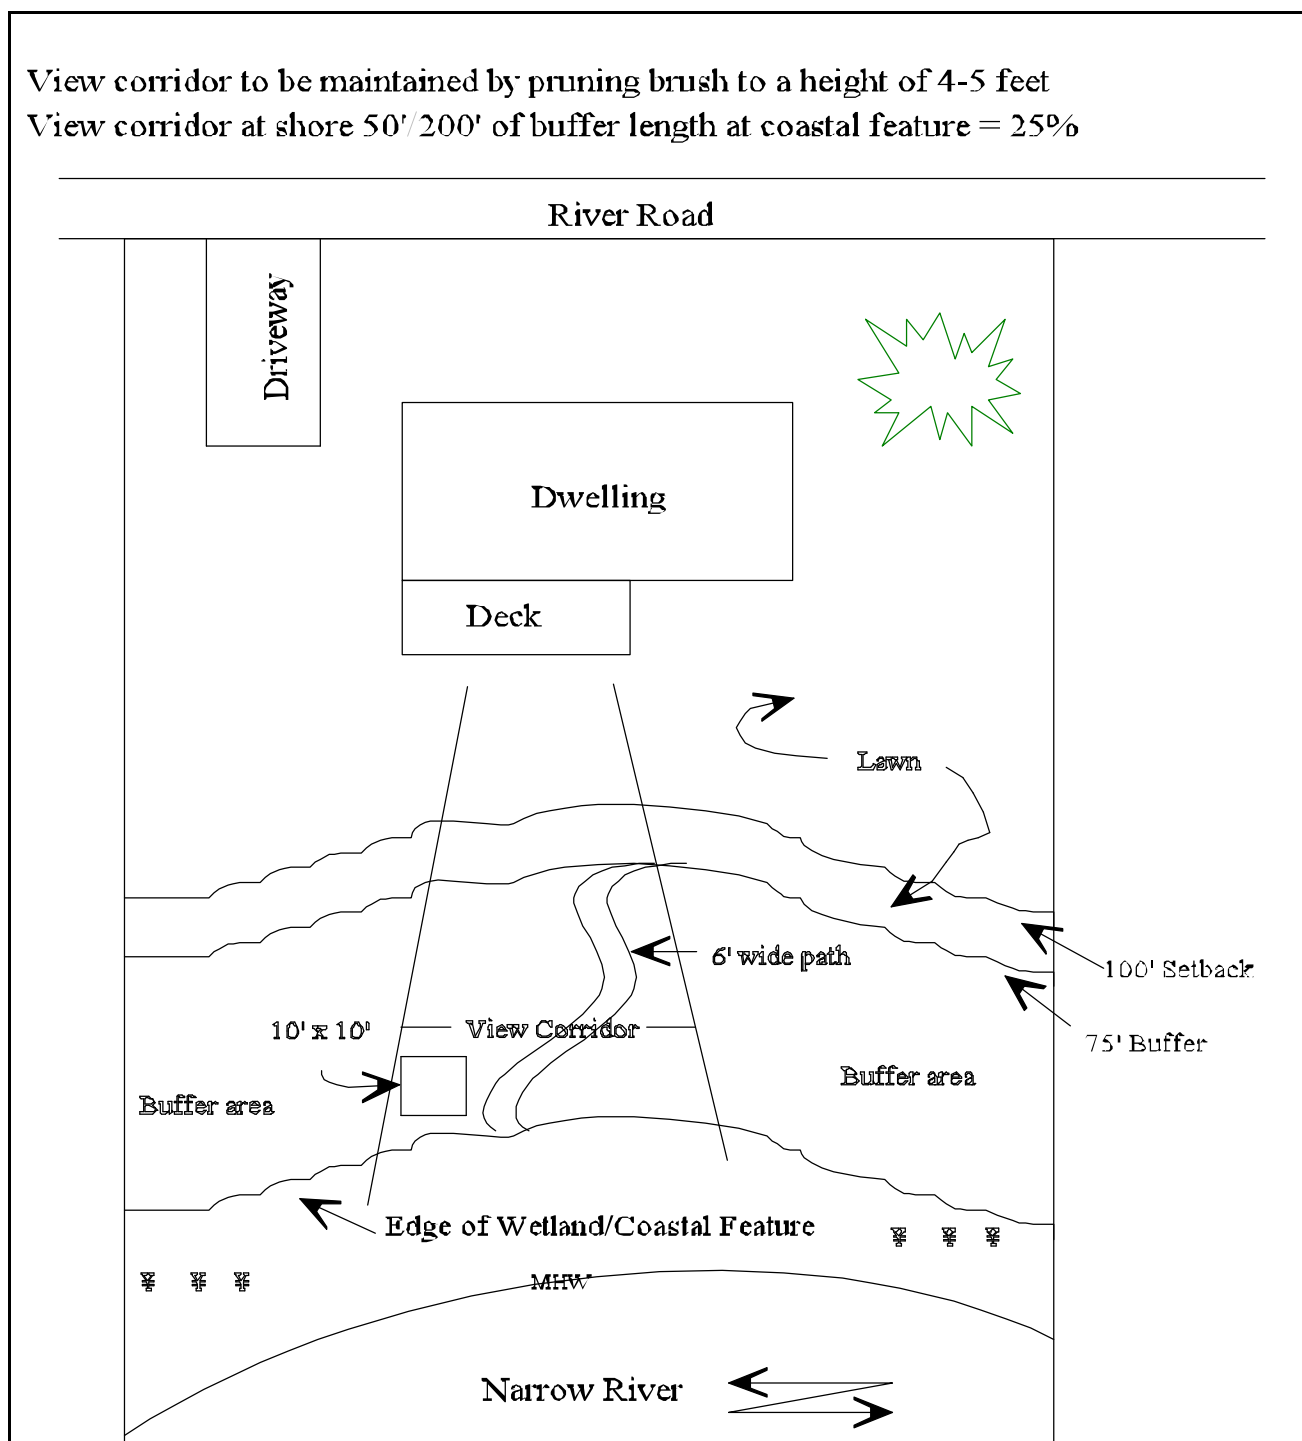 View corridor to be maintained by pruning brush to a height of 4-5 feet
View corridor at shore 50'/200' of buffer length at coastal feature = 25%
River Road
Driveway
Dwelling
Deck
Lawn
6' wide path
100' Setback
10' x 10'
View Corridor
75' Buffer
Buffer area
Buffer area
Edge of Wetland/Coastal Feature
MHW
Narrow River